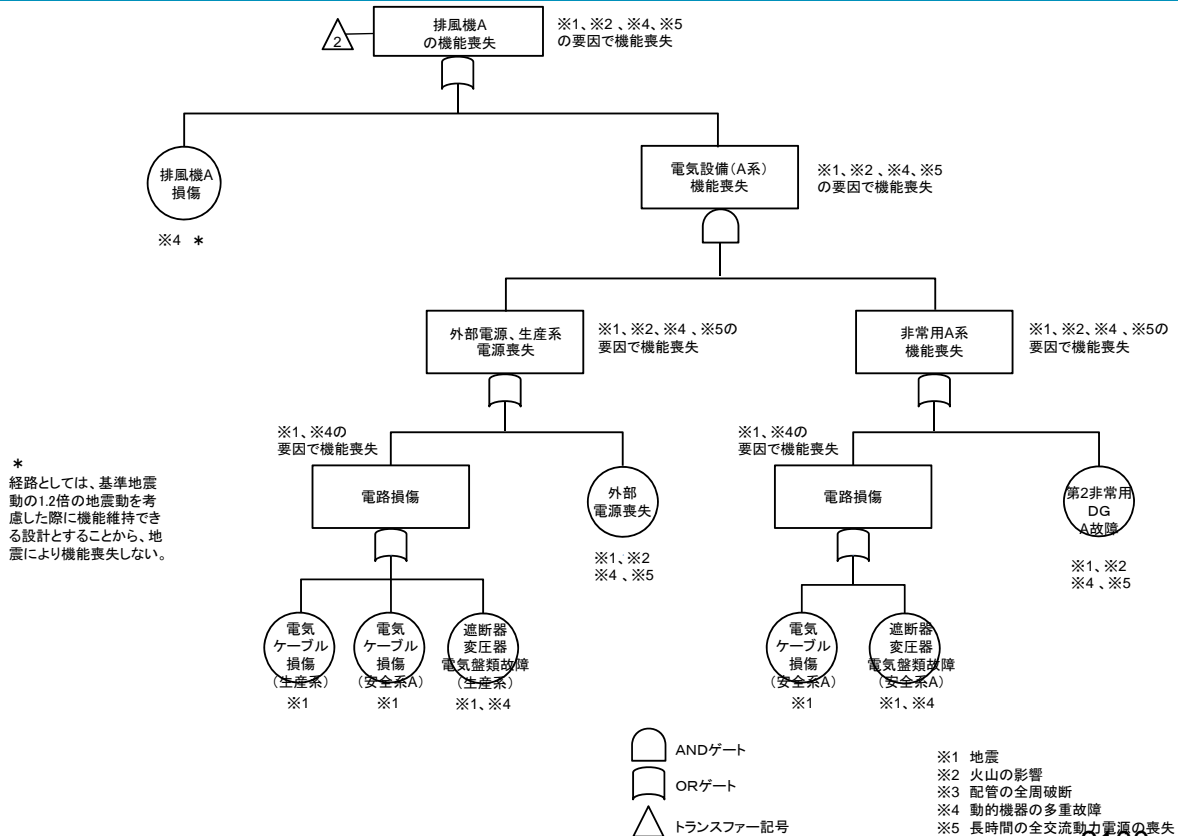 2
排風機A
の機能喪失
※1、※2 、※4、※5
の要因で機能喪失
排風機A
損傷
※4 *
電気設備(A系)
機能喪失
※1、※2 、※4、※5
の要因で機能喪失
外部電源、生産系
電源喪失
※1、※2、※4 、※5の
要因で機能喪失
非常用A系
機能喪失
※1、※2、※4 、※5の
要因で機能喪失
※1、※4の
要因で機能喪失
電路損傷
外部
電源喪失
※1、※2
※4 、※5
※1、※4の
要因で機能喪失
電路損傷
第2非常用
DG
A故障
※1、※2
※4 、※5
*
経路としては、基準地震
動の1.2倍の地震動を考
慮した際に機能維持でき
る設計とすることから、地
震により機能喪失しない。
電気
ケーブル
損傷
(生産系)
※1
電気
ケーブル
損傷
(安全系A)
※1
遮断器
変圧器
電気盤類故障
(生産系)
※1、※4
電気
ケーブル
損傷
(安全系A)
※1
遮断器
変圧器
電気盤類故障
(安全系A)
※1、※4
ANDゲート
ORゲート
トランスファー記号
※1 地震
※2 火山の影響
※3 配管の全周破断
※4 動的機器の多重故障
※5 長時間の全交流動力電源の喪失